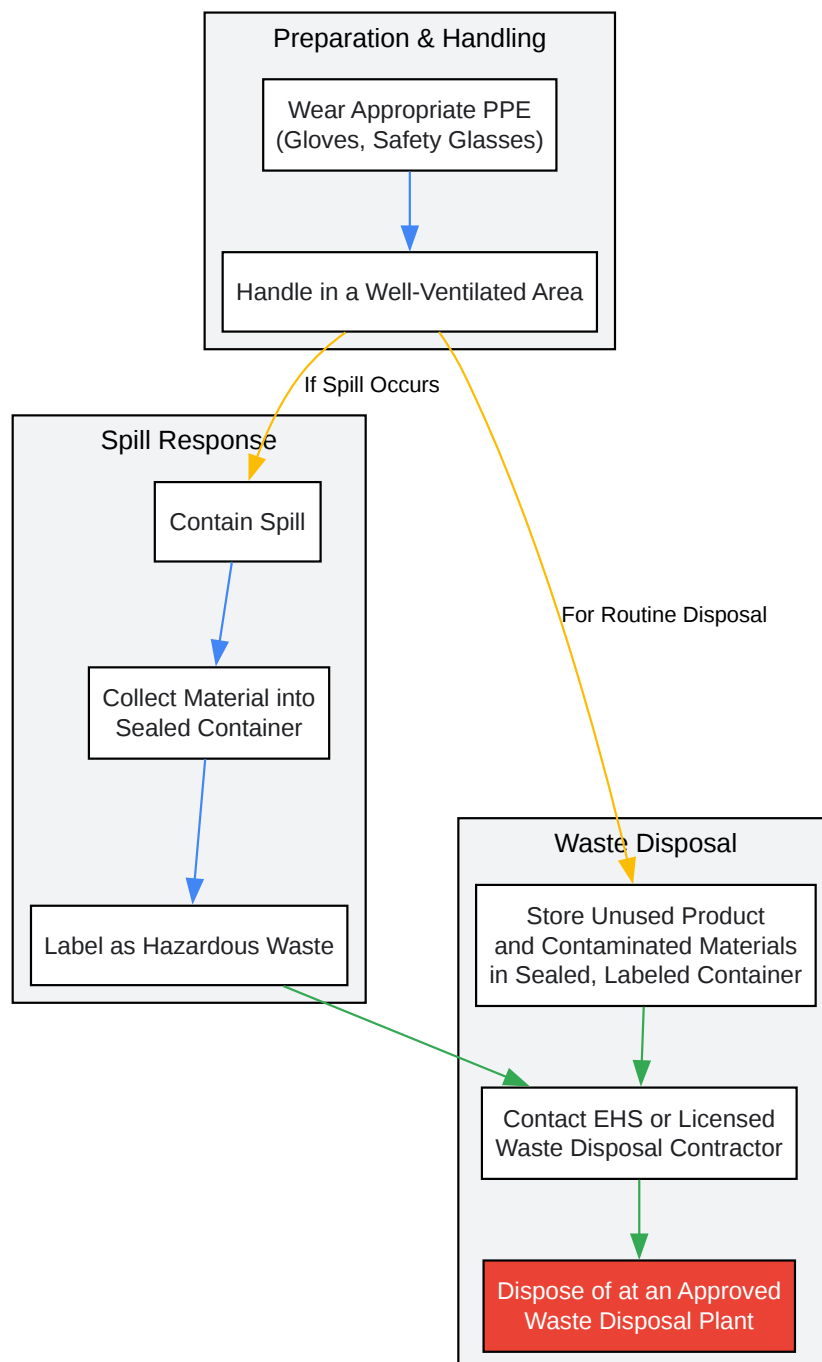 Preparation & Handling
Wear Appropriate PPE
(Gloves, Safety Glasses)
Handle in a Well-Ventilated Area
If Spill Occurs
Spill Response
Contain Spill
For Routine Disposal
Collect Material into
Sealed Container
Label as Hazardous Waste
Waste Disposal
Store Unused Product
and Contaminated Materials
in Sealed, Labeled Container
Contact EHS or Licensed
Waste Disposal Contractor
Dispose of at an Approved
Waste Disposal Plant